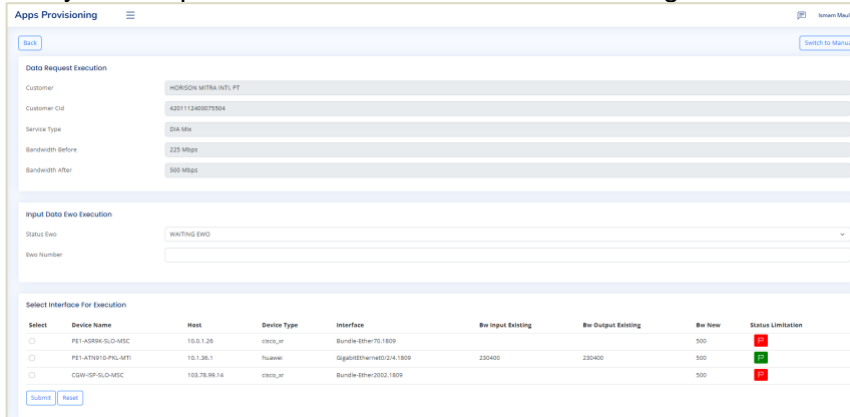 Apps Provisioning
Ismam Maul
Back
Switch to Manua
Data Request Execution
Customer HORISON MITRA INTI, PT
Customer Cid 4201112400075504
Service Type DIA Mix
Bandwidth Before 225 Mbps
Bandwidth After 500 Mbps
Input Data Ewo Execution
Status Ewo WAITING EWO
Ewo Number
Select Interface For Execution
Select Device Name Host Device Type Interface Bw Input Existing Bw Output Existing Bw New Status Limitation
PE1-ASR9K-SLO-MSC 10.0.1.26 cisco_xr Bundle-Ether70.1809 500
PE1-ATN910-PKL-MTI 10.1.36.1 huawei GigabitEthernet0/2/4.1809 230400 230400 500
CGW-ISP-SLO-MSC 103.78.99.14 cisco_xr Bundle-Ether2002.1809 500
Submit Reset